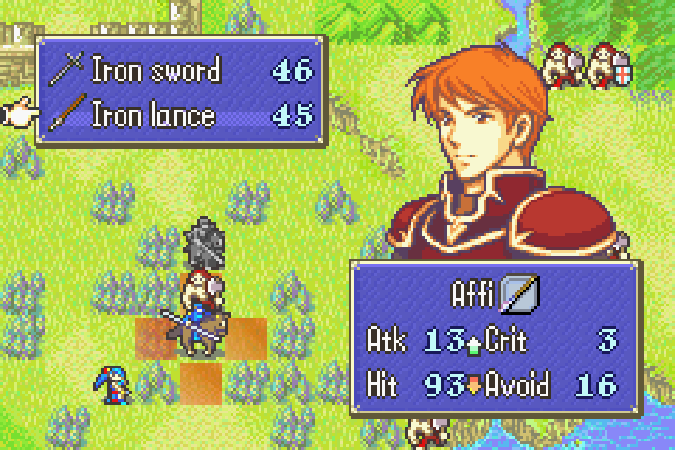 Iron sword 46
Iron lance 45
Affi
Atk 13 Crit 3
Hit 93 Avoid 16